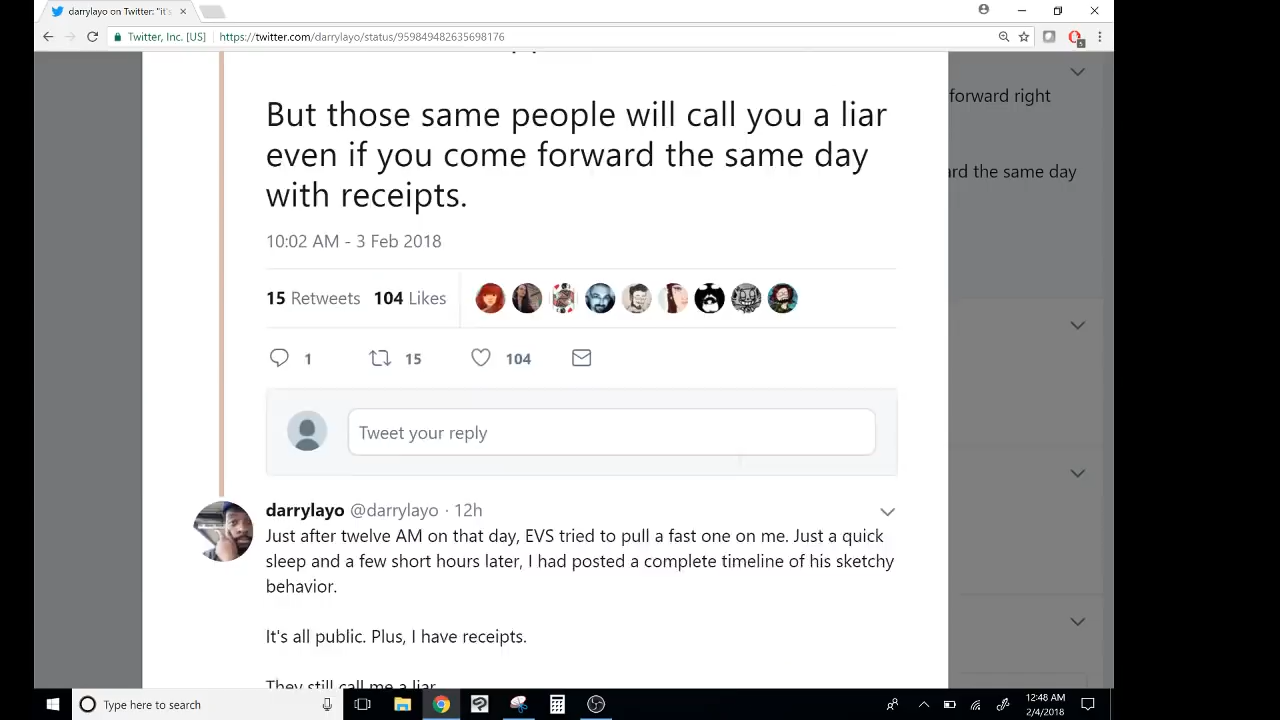 darrylayo on Twitter: "it's
Twitter, Inc. [US]
https://twitter.com/darrylayo/status/959849482635698176
forward right
But those same people will call you a liar
even if you come forward the same day
with receipts.
rd the same day
10:02 AM - 3 Feb 2018
15 Retweets 104 Likes
1 15 104
Tweet your reply
darrylayo @darrylayo · 12h
Just after twelve AM on that day, EVS tried to pull a fast one on me. Just a quick
sleep and a few short hours later, I had posted a complete timeline of his sketchy
behavior.
It's all public. Plus, I have receipts.
They still call me a liar
Type here to search
12:48 AM
2/4/2018